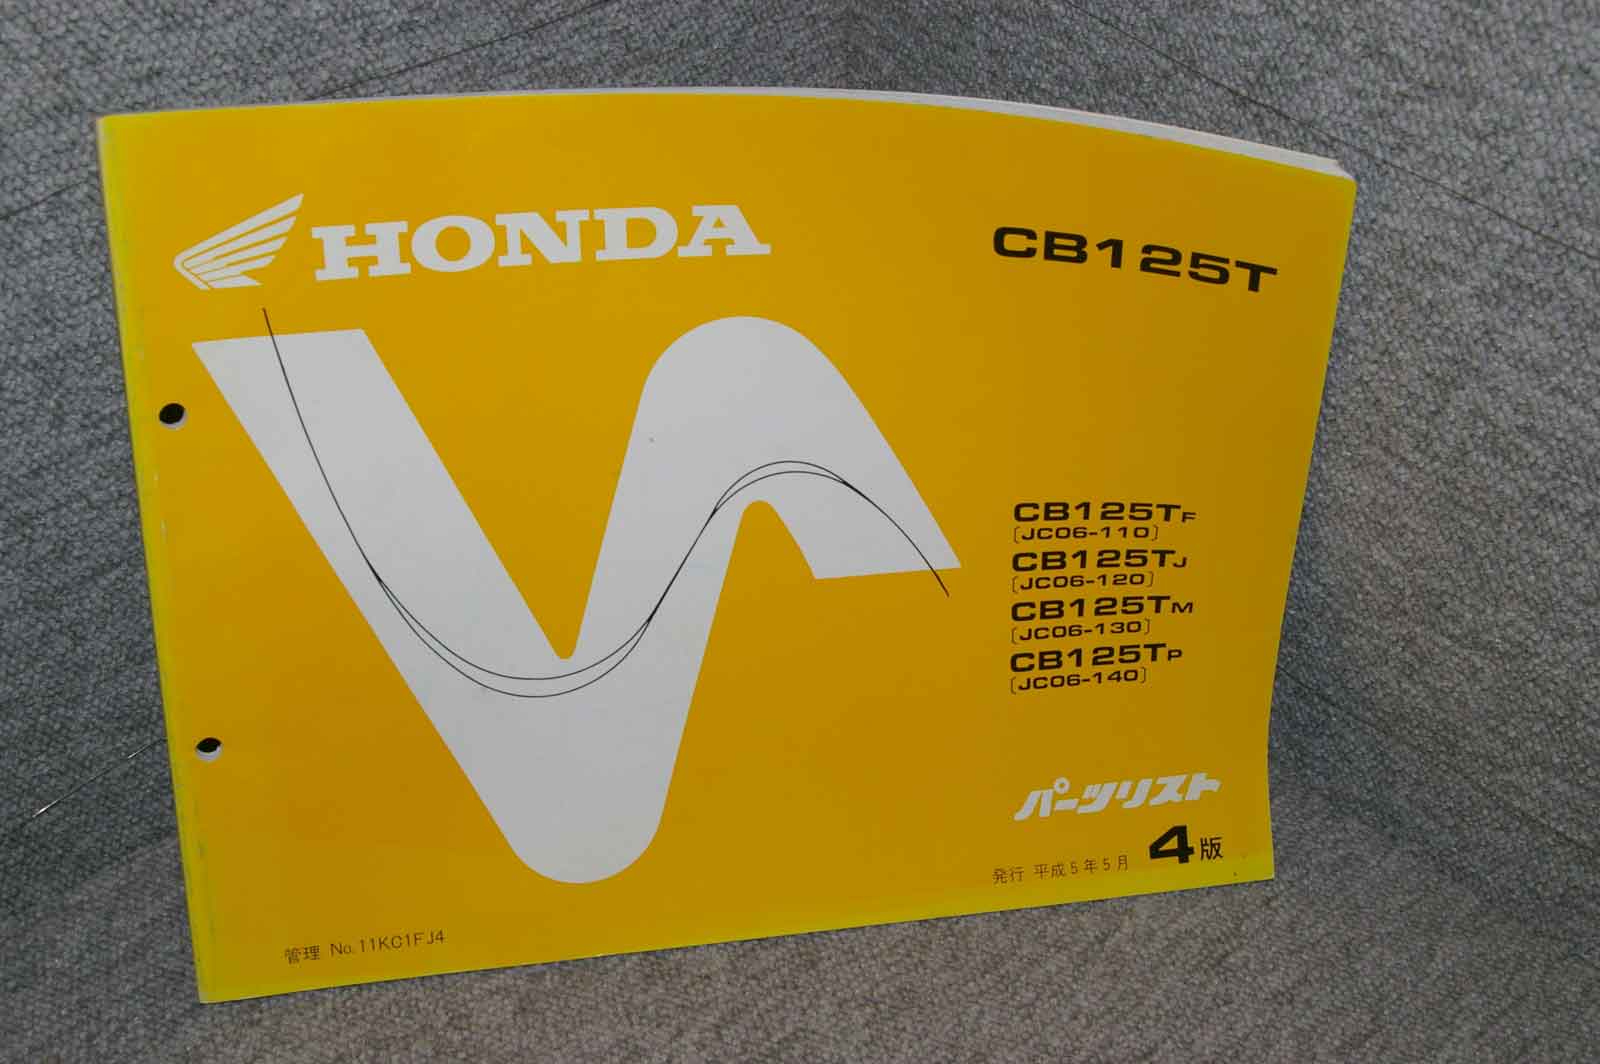 HONDA
CB125T
CB125TF
[JC06-110]
CB125TJ
[JC06-120]
CB125TM
[JC06-130]
CB125TP
[JC06-140]
パーツリスト
発行 平成5年5月 4版
管理 No.11KC1FJ4